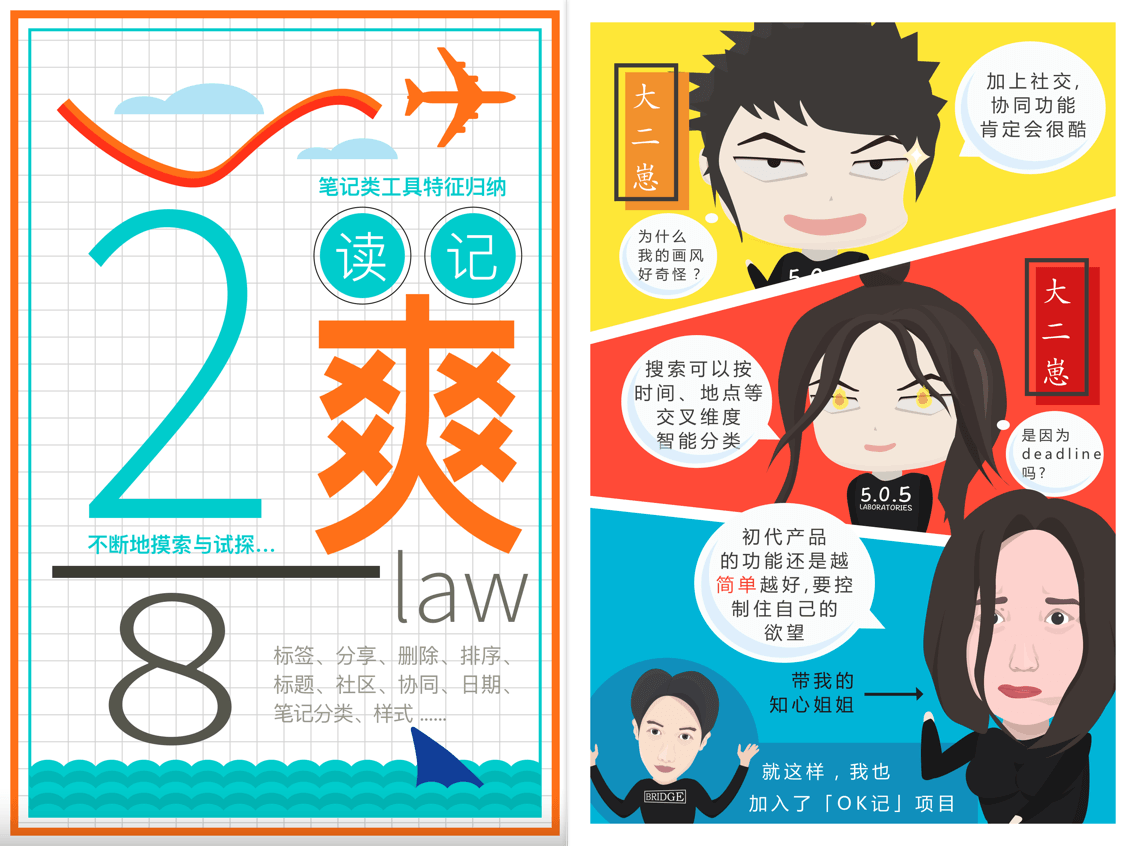 笔记类工具特征归纳
读 记
2
爽
不断地摸索与试探...
law
8
标签、分享、删除、排序、
标题、社区、协同、日期、
笔记分类、样式 ......
大二崽
加上社交,
协同功能
肯定会很酷
为什么
我的画风
好奇怪?
5.0
大二崽
搜索可以按
时间、地点等
交叉维度
智能分类
是因为
deadline
吗?
5.0.5
LABORATORIES
初代产品
的功能还是越
简单越好,要控
制住自己的
欲望
带我的
知心姐姐
BRIDGE
就这样，我也
加入了「OK记」项目